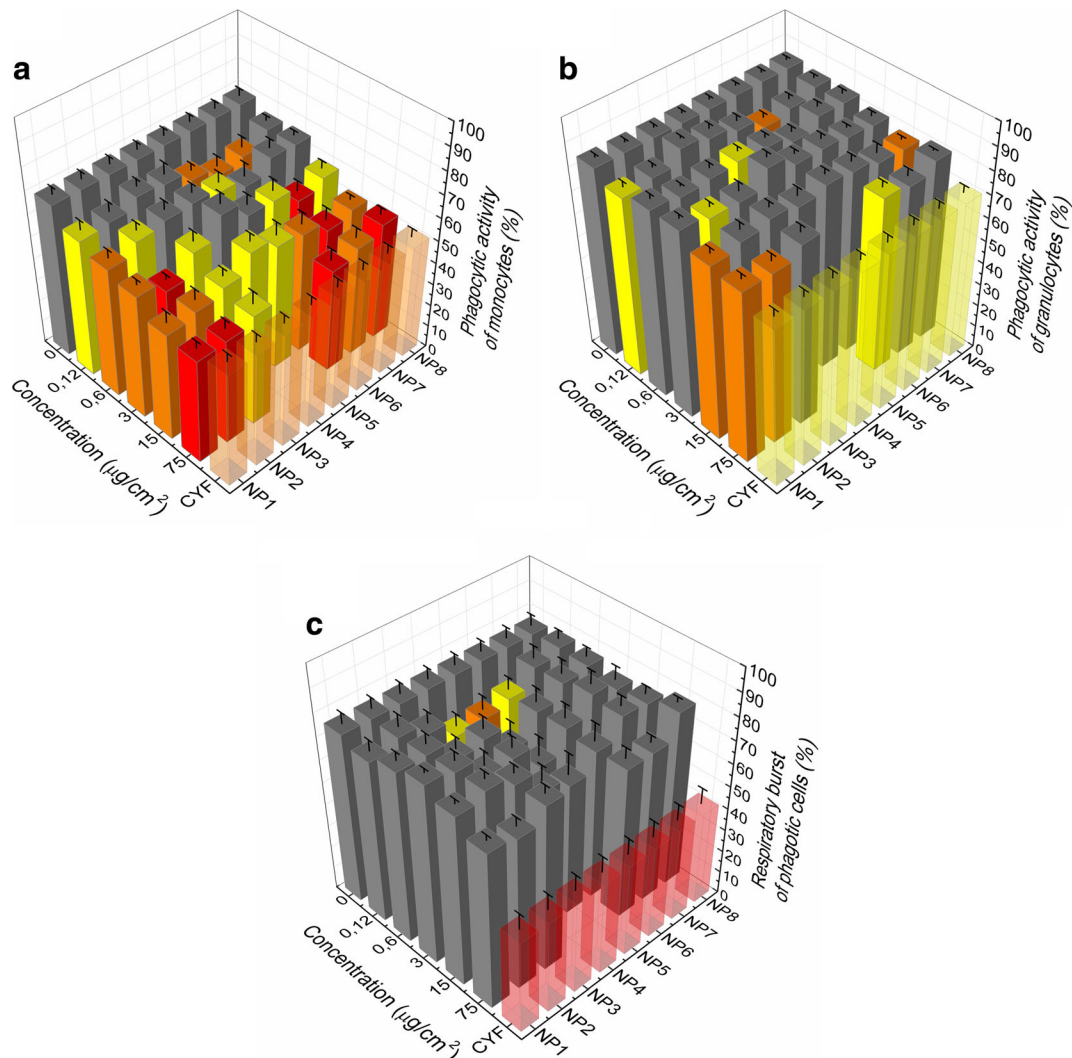 a
100
90
80
70
60
50
40
30
20
10
0
Phagocytic activity
of monocytes (%)
0
0,12
0,6
3
15
75
CYF
Concentration (μg/cm²)
NP1
NP2
NP3
NP4
NP5
NP6
NP7
NP8
b
100
90
80
70
60
50
40
30
20
10
0
Phagocytic activity
of granulocytes (%)
0
0,12
0,6
3
15
75
CYF
Concentration (μg/cm²)
NP1
NP2
NP3
NP4
NP5
NP6
NP7
NP8
c
100
90
80
70
60
50
40
30
20
10
0
Respiratory burst
of phagotic cells (%)
0
0,12
0,6
3
15
75
CYF
Concentration (μg/cm²)
NP1
NP2
NP3
NP4
NP5
NP6
NP7
NP8